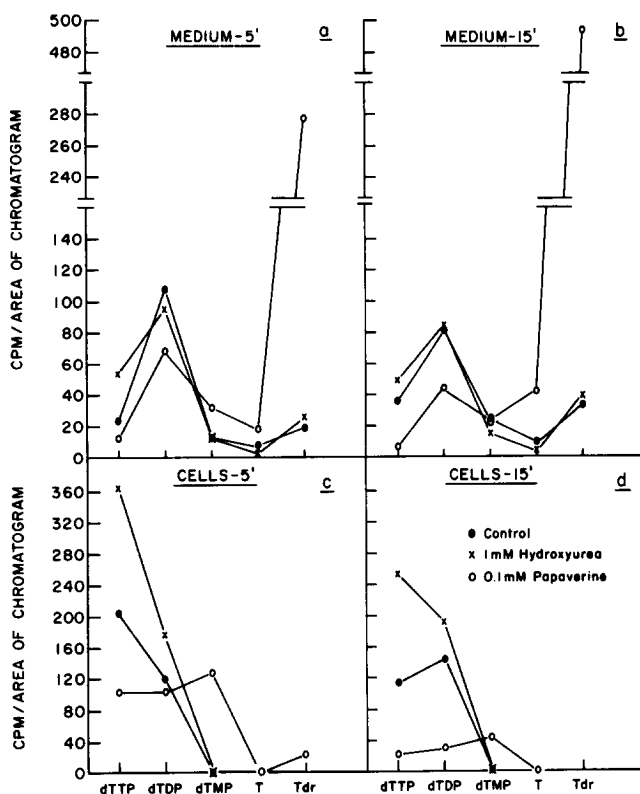 MEDIUM-5' a
MEDIUM-15' b
CPM/AREA OF CHROMATOGRAM
500
480
280
260
240
140
120
100
80
60
40
20
0
CELLS-5' c
CELLS-15' d
● Control
x 1mM Hydroxyurea
o 0.1mM Papaverine
CPM/AREA OF CHROMATOGRAM
360
320
280
240
200
160
120
80
40
0
dTTP dTDP dTMP T Tdr
dTTP dTDP dTMP T Tdr